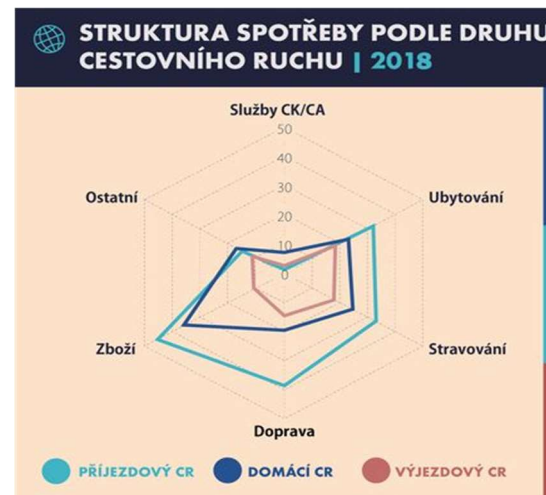 STRUKTURA SPOTŘEBY PODLE DRUHU
CESTOVNÍHO RUCHU | 2018
Služby CK/CA
50
40
Ostatní
30
Ubytování
20
10
0
Zboží
Stravování
Doprava
PŘÍJEZDOVÝ CR
DOMÁCÍ CR
VÝJEZDOVÝ CR